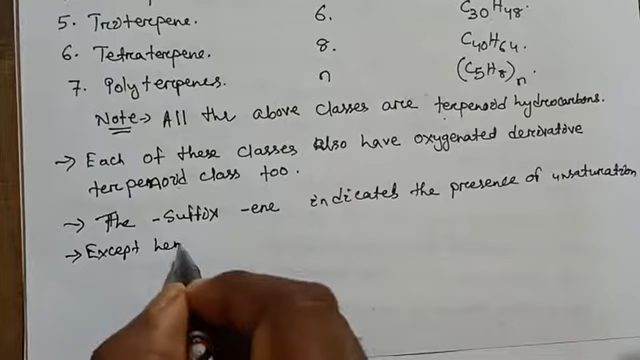 5. Triterpene. 6. C30H48.
6. Tetraterpene. 8. C40H64.
7. Polyterpenes. n (C5H8)n.
Note → All the above classes are terpenoid hydrocarbons.
→ Each of these classes also have oxygenated derivative
terpenoid class too.
→ The -Suffix -ene indicates the presence of unsaturation
→ Except hem